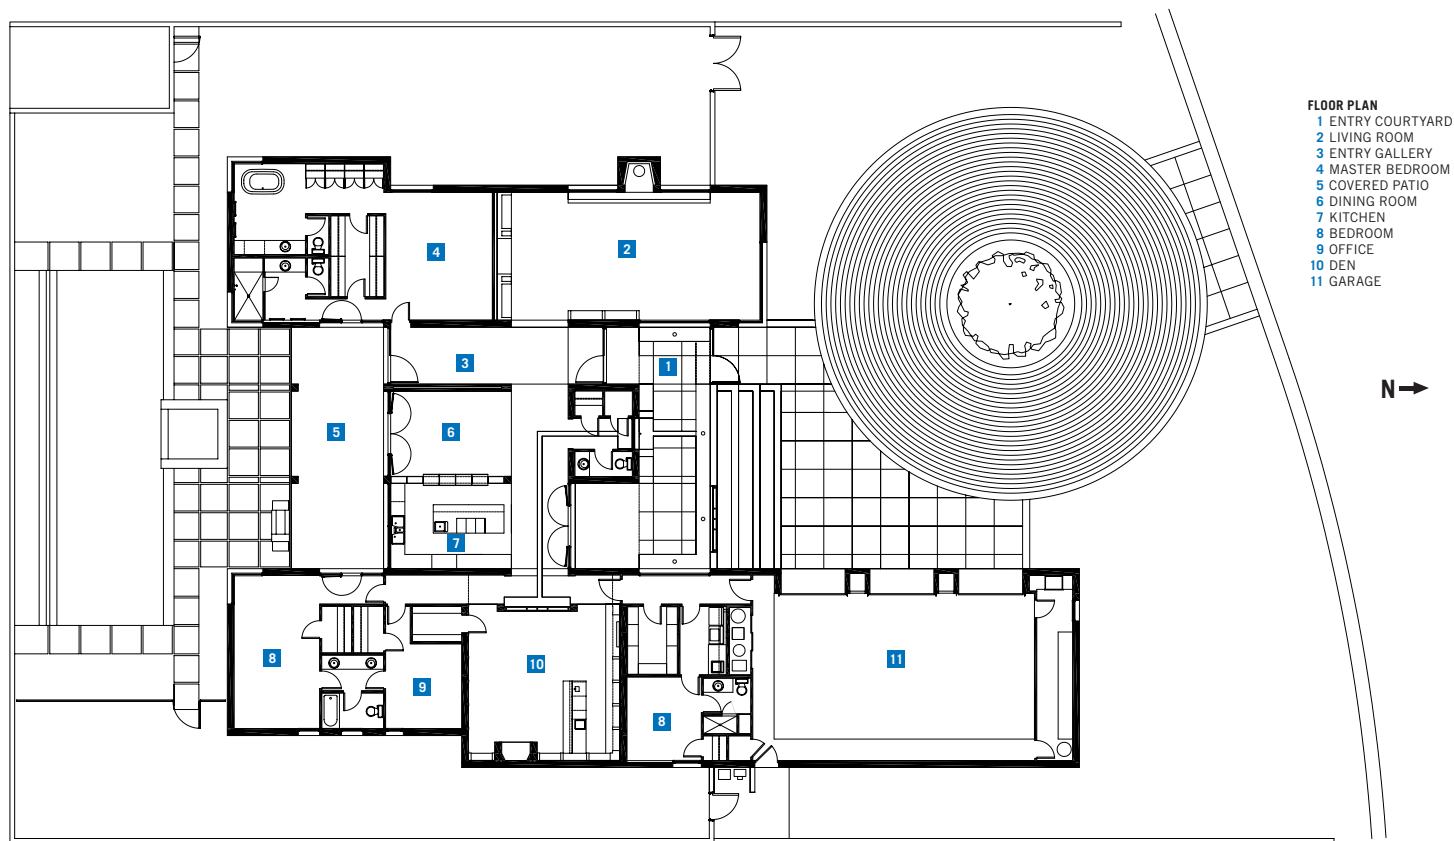 FLOOR PLAN
1 ENTRY COURTYARD
2 LIVING ROOM
3 ENTRY GALLERY
4 MASTER BEDROOM
5 COVERED PATIO
6 DINING ROOM
7 KITCHEN
8 BEDROOM
9 OFFICE
10 DEN
11 GARAGE
4
2
3
1
N
5
6
7
8
9
10
8
11